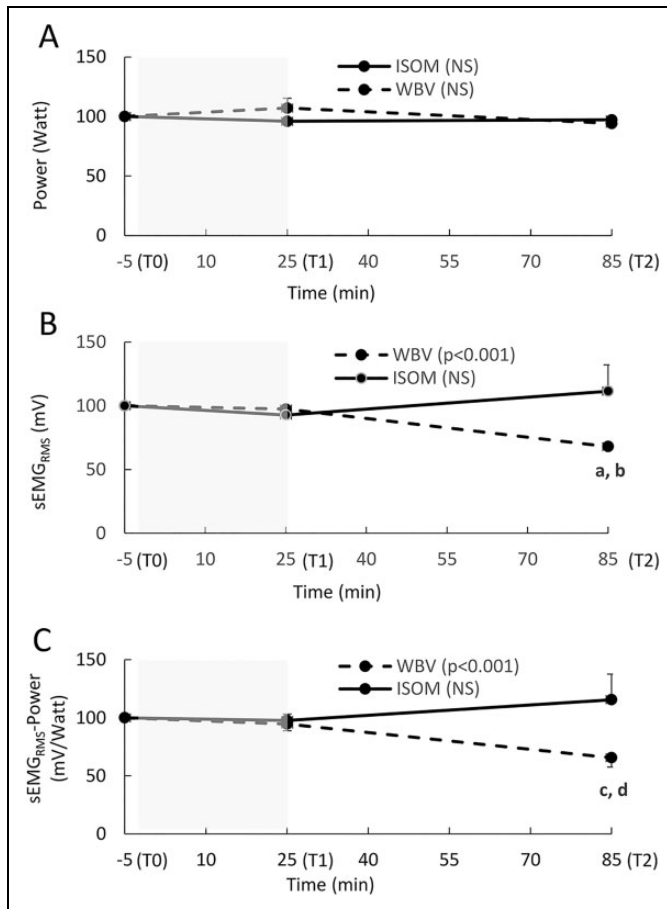 A
150
ISOM (NS)
WBV (NS)
100
Power (Watt)
50
0
-5 (T0) 10 25 (T1) 40 55 70 85 (T2)
Time (min)
B
150
WBV (p<0.001)
ISOM (NS)
100
sEMGRMS (mV)
50
a, b
0
-5 (T0) 10 25 (T1) 40 55 70 85 (T2)
Time (min)
C
150
WBV (p<0.001)
ISOM (NS)
100
sEMGRMS-Power
(mV/Watt)
50
c, d
0
-5 (T0) 10 25 (T1) 40 55 70 85 (T2)
Time (min)